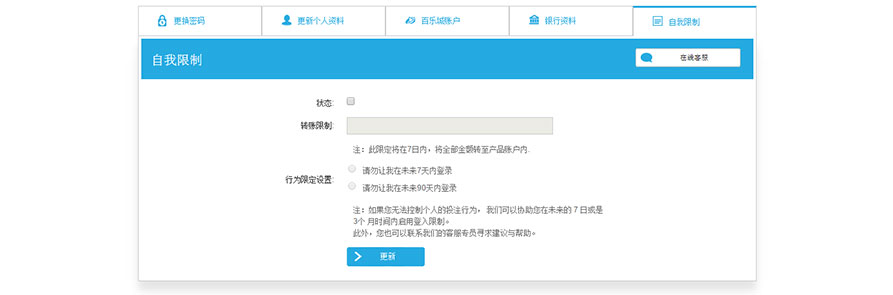 更换密码
更新个人资料
百乐城账户
银行资料
自我限制
自我限制
在线客服
状态:
转账限制:
注：此限定将在7日内，将全部金额转至产品账户内.
行为限定设置:
请勿让我在未来7天内登录
请勿让我在未来90天内登录
注：如果您无法控制个人的投注行为，我们可以协助您在未来的 7 日或是
3个 月时间内启用登入限制。
此外，您也可以联系我们的客服专员寻求建议与帮助。
更新